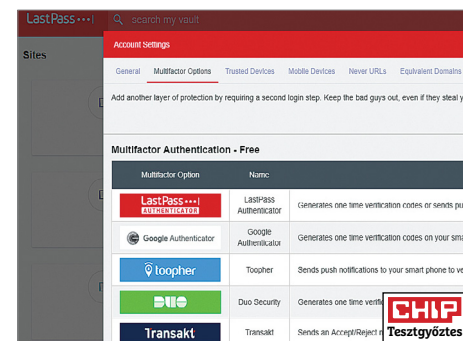 LastPass •••|
search my vault
Sites
Account Settings
General Multifactor Options Trusted Devices Mobile Devices Never URLs Equivalent Domains
Add another layer of protection by requiring a second login step. Keep the bad guys out, even if they steal y
Multifactor Authentication - Free
Multifactor Option Name
LastPass •••|
AUTHENTICATOR
LastPass
Authenticator
Generates one time verification codes or sends pu
Google Authenticator
Google
Authenticator
Generates one time verification codes on your sma
toopher Toopher Sends push notifications to your smart phone to ve
DUO Duo Security Generates one time verific
Transakt Transakt Sends an Accept/Reject
CHIP
Tesztgyőztes